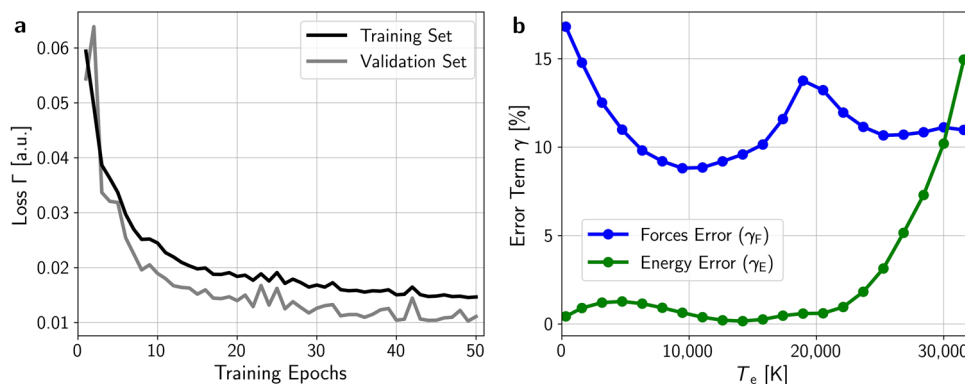 a
0.06
0.05
0.04
0.03
0.02
0.01
Loss Γ [a.u.]
Training Set
Validation Set
0
10
20
30
40
50
Training Epochs
b
15
10
5
0
Error Term γ [%]
Forces Error (γF)
Energy Error (γE)
0
10,000
20,000
30,000
Te [K]